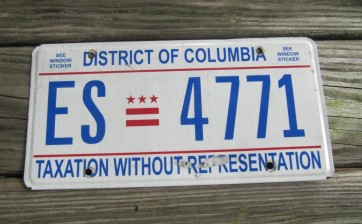 SEE WINDOW STICKER
DISTRICT OF COLUMBIA
SEE WINDOW STICKER
ES 4771
TAXATION WITHOUT REPRESENTATION